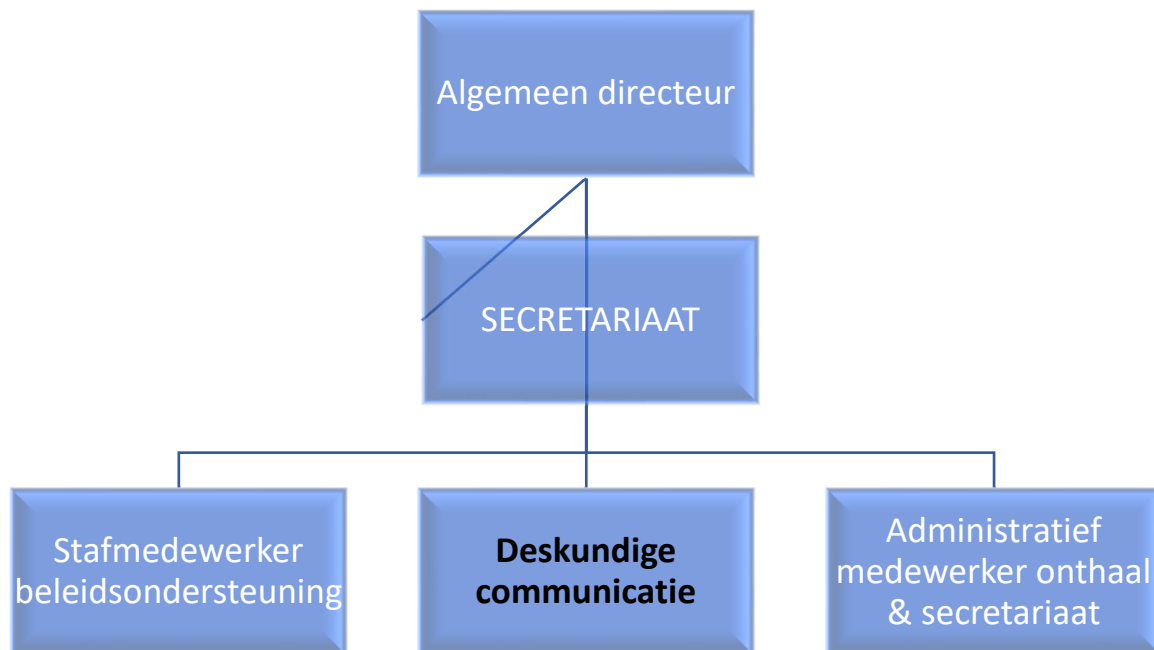 Algemeen directeur
SECRETARIAAT
Stafmedewerker
beleidsondersteuning
Deskundige
communicatie
Administratief
medewerker onthaal
& secretariaat